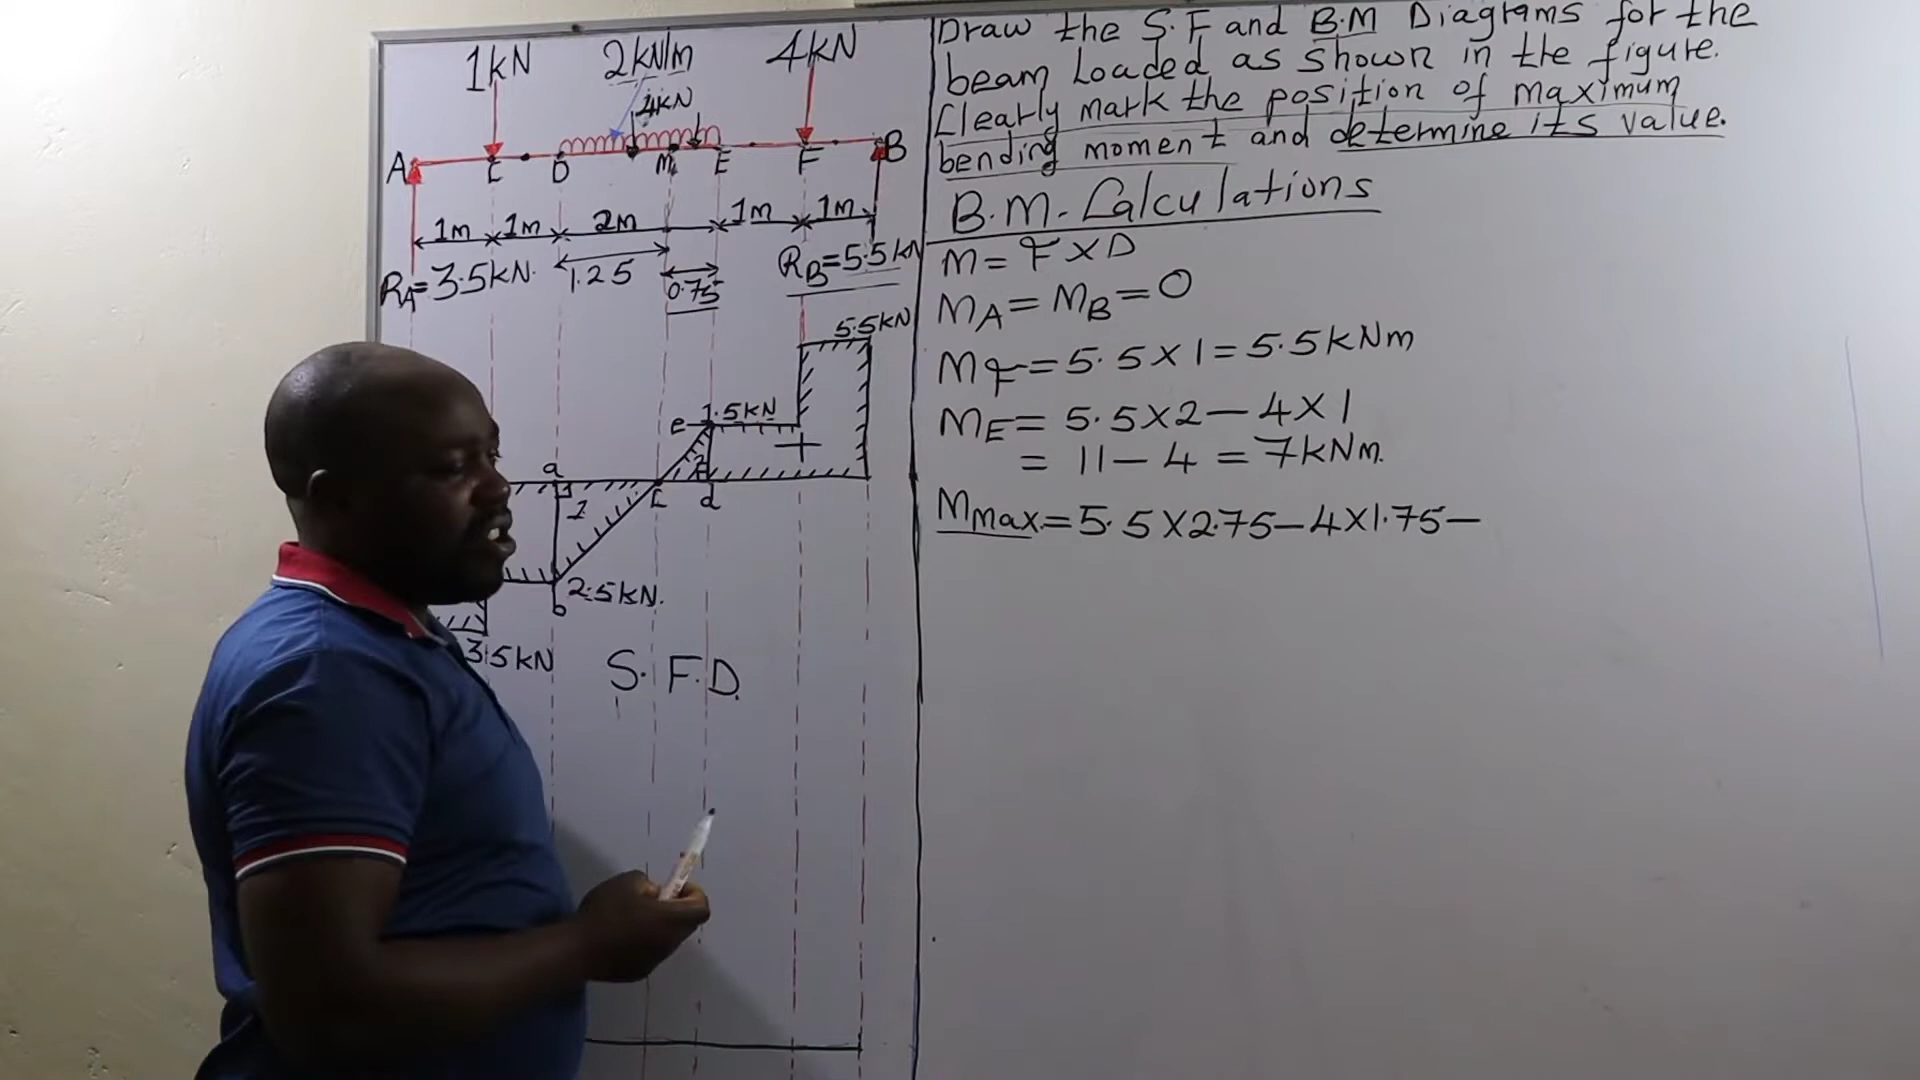 1kN 2kN/m 4kN
4kN
A C D M E F B
1m 1m 2m 1m 1m
RA=3.5kN. 1.25 0.75 RB=5.5kN
5.5kN
e 1.5kN
+
a 2
1 c d
2.5kN.
b
3.5kN
S.F.D.
Draw the S.F and B.M Diagrams for the
beam Loaded as shown in the figure.
Clearly mark the position of maximum
bending moment and determine its value.
B.M. Calculations
M = F X D
MA = MB = 0
MF = 5.5 X 1 = 5.5kNm
ME = 5.5 X 2 - 4 X 1
= 11 - 4 = 7kNm.
Mmax = 5.5 X 2.75 - 4 X 1.75 -